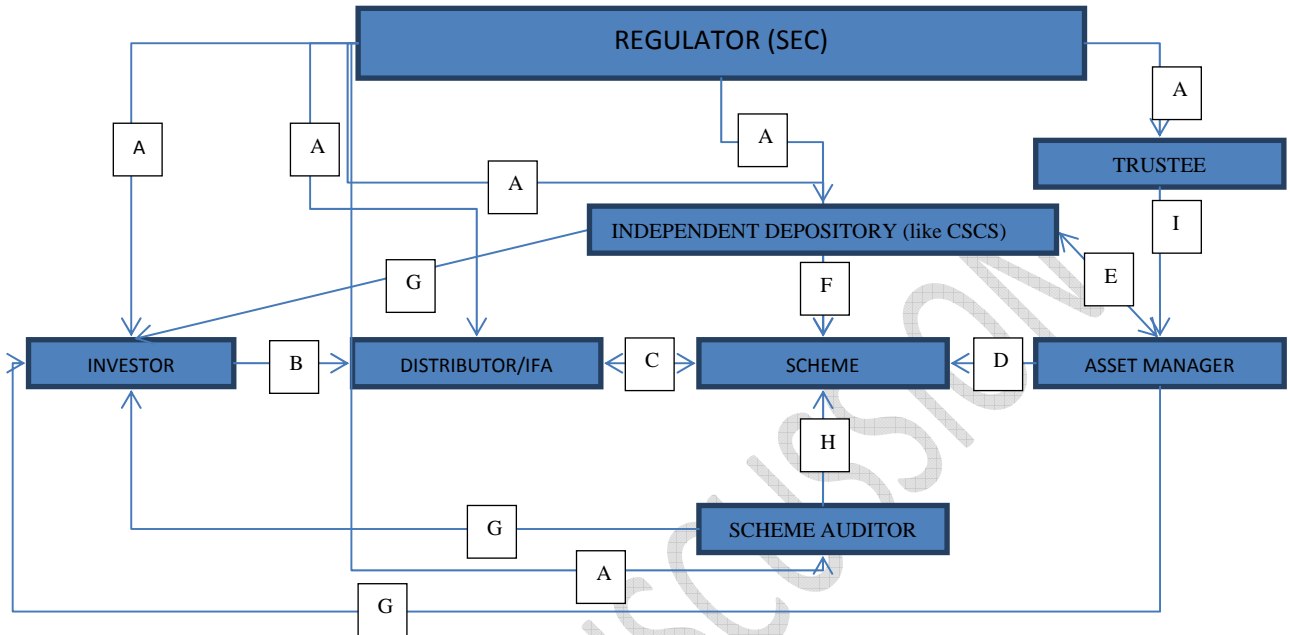 REGULATOR (SEC)
A
A
A
A
A
TRUSTEE
INDEPENDENT DEPOSITORY (like CSCS)
I
G
F
E
INVESTOR
B
DISTRIBUTOR/IFA
C
SCHEME
D
ASSET MANAGER
H
G
SCHEME AUDITOR
A
G